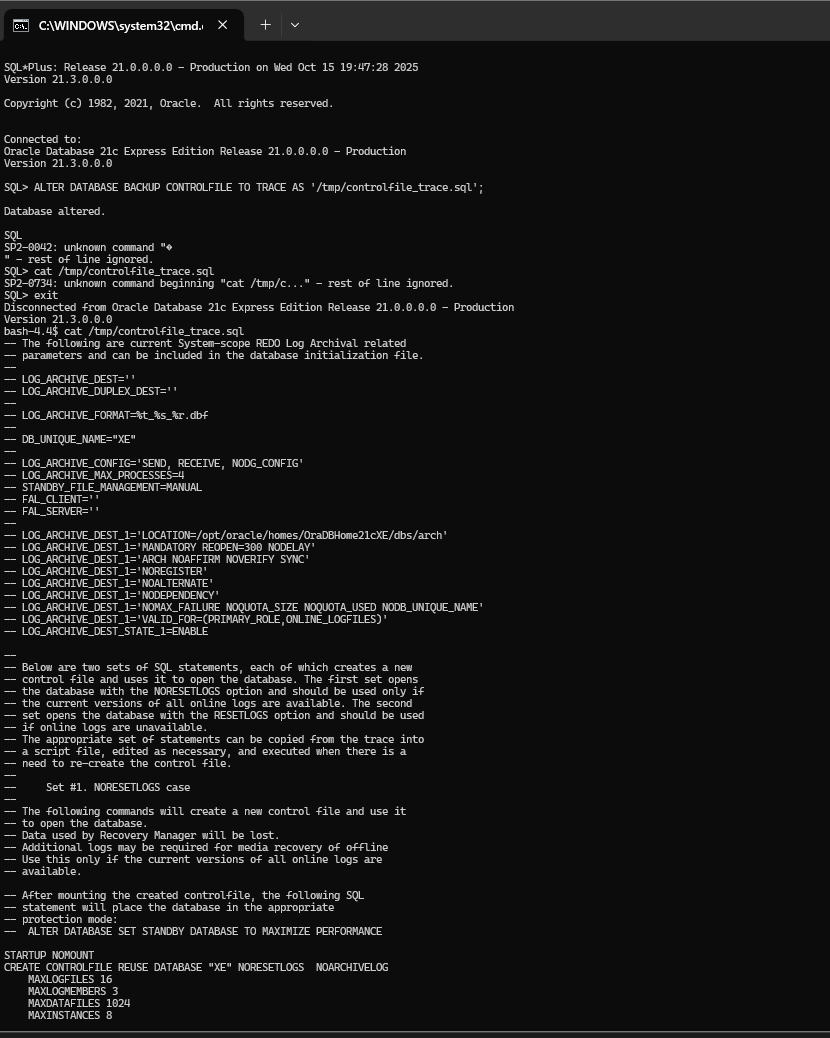 C:\WINDOWS\system32\cmd.
SQL*Plus: Release 21.0.0.0.0 - Production on Wed Oct 15 19:47:28 2025
Version 21.3.0.0.0
Copyright (c) 1982, 2021, Oracle.  All rights reserved.
Connected to:
Oracle Database 21c Express Edition Release 21.0.0.0.0 - Production
Version 21.3.0.0.0
SQL> ALTER DATABASE BACKUP CONTROLFILE TO TRACE AS '/tmp/controlfile_trace.sql';
Database altered.
SQL
SP2-0042: unknown command "�
" - rest of line ignored.
SQL> cat /tmp/controlfile_trace.sql
SP2-0734: unknown command beginning "cat /tmp/c..." - rest of line ignored.
SQL> exit
Disconnected from Oracle Database 21c Express Edition Release 21.0.0.0.0 - Production
Version 21.3.0.0.0
bash-4.4$ cat /tmp/controlfile_trace.sql
-- The following are current System-scope REDO Log Archival related
-- parameters and can be included in the database initialization file.
--
-- LOG_ARCHIVE_DEST=''
-- LOG_ARCHIVE_DUPLEX_DEST=''
--
-- LOG_ARCHIVE_FORMAT=%t_%s_%r.dbf
--
-- DB_UNIQUE_NAME="XE"
--
-- LOG_ARCHIVE_CONFIG='SEND, RECEIVE, NODG_CONFIG'
-- LOG_ARCHIVE_MAX_PROCESSES=4
-- STANDBY_FILE_MANAGEMENT=MANUAL
-- FAL_CLIENT=''
-- FAL_SERVER=''
--
-- LOG_ARCHIVE_DEST_1='LOCATION=/opt/oracle/homes/OraDBHome21cXE/dbs/arch'
-- LOG_ARCHIVE_DEST_1='MANDATORY REOPEN=300 NODELAY'
-- LOG_ARCHIVE_DEST_1='ARCH NOAFFIRM NOVERIFY SYNC'
-- LOG_ARCHIVE_DEST_1='NOREGISTER'
-- LOG_ARCHIVE_DEST_1='NOALTERNATE'
-- LOG_ARCHIVE_DEST_1='NODEPENDENCY'
-- LOG_ARCHIVE_DEST_1='NOMAX_FAILURE NOQUOTA_SIZE NOQUOTA_USED NODB_UNIQUE_NAME'
-- LOG_ARCHIVE_DEST_1='VALID_FOR=(PRIMARY_ROLE,ONLINE_LOGFILES)'
-- LOG_ARCHIVE_DEST_STATE_1=ENABLE
--
-- Below are two sets of SQL statements, each of which creates a new
-- control file and uses it to open the database. The first set opens
-- the database with the NORESETLOGS option and should be used only if
-- the current versions of all online logs are available. The second
-- set opens the database with the RESETLOGS option and should be used
-- if online logs are unavailable.
-- The appropriate set of statements can be copied from the trace into
-- a script file, edited as necessary, and executed when there is a
-- need to re-create the control file.
--
--     Set #1. NORESETLOGS case
--
-- The following commands will create a new control file and use it
-- to open the database.
-- Data used by Recovery Manager will be lost.
-- Additional logs may be required for media recovery of offline
-- Use this only if the current versions of all online logs are
-- available.
-- After mounting the created controlfile, the following SQL
-- statement will place the database in the appropriate
-- protection mode:
--  ALTER DATABASE SET STANDBY DATABASE TO MAXIMIZE PERFORMANCE
STARTUP NOMOUNT
CREATE CONTROLFILE REUSE DATABASE "XE" NORESETLOGS  NOARCHIVELOG
    MAXLOGFILES 16
    MAXLOGMEMBERS 3
    MAXDATAFILES 1024
    MAXINSTANCES 8